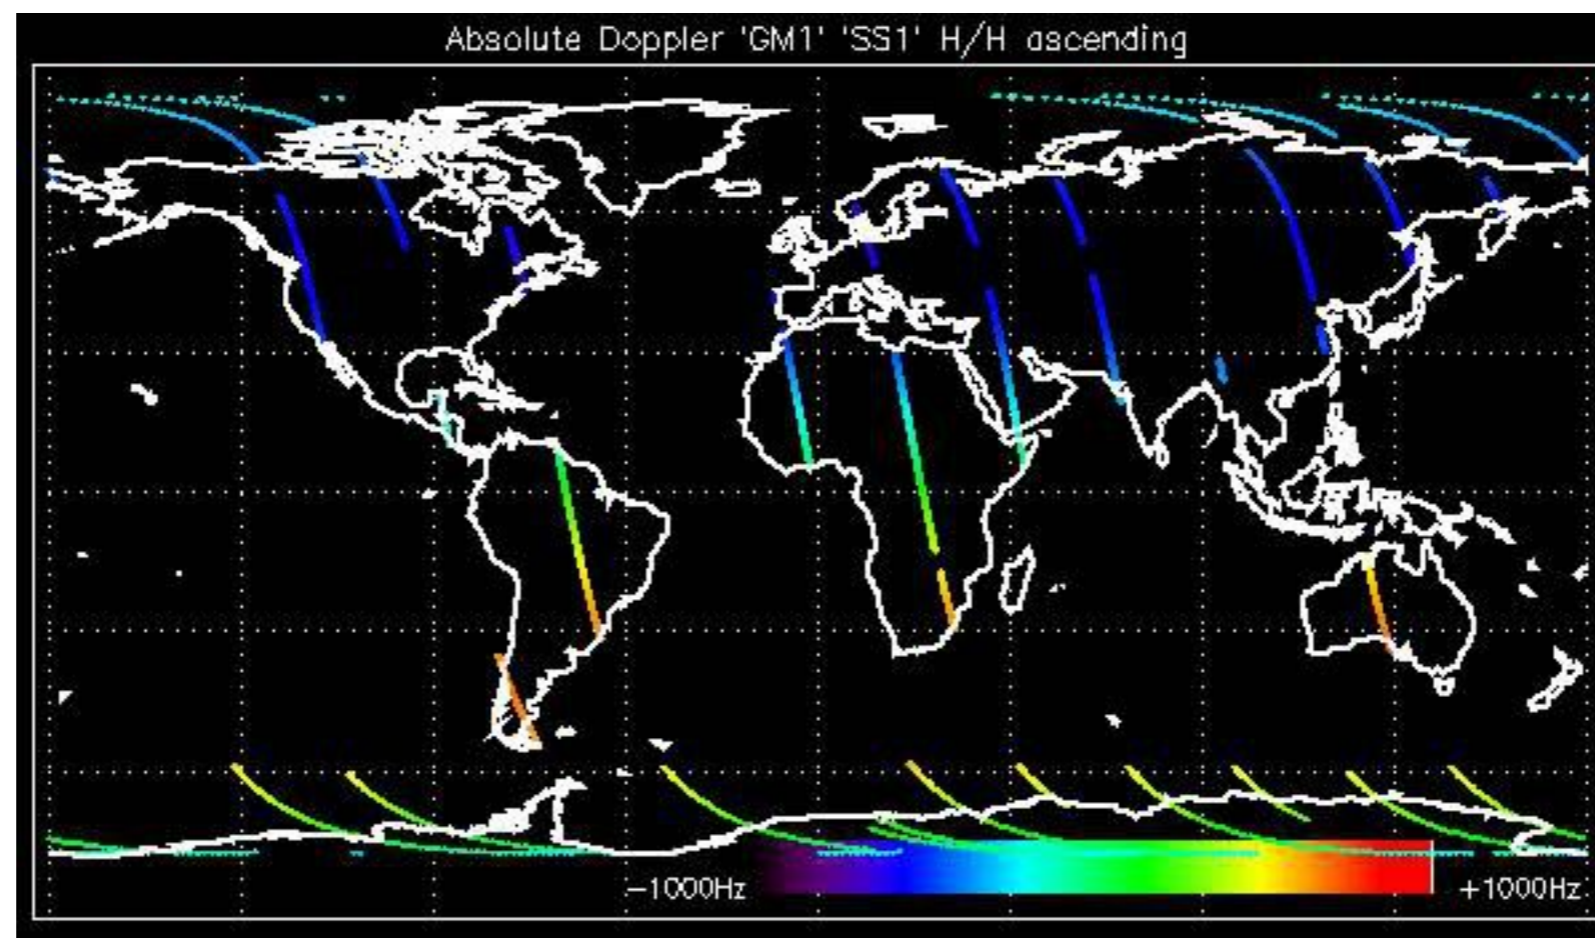 Absolute Doppler 'GM1' 'SS1' H/H ascending
−1000Hz
+1000Hz